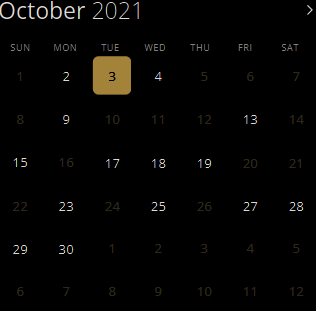 October 2021 >
SUN MON TUE WED THU FRI SAT
1 2 3 4 5 6 7
8 9 10 11 12 13 14
15 16 17 18 19 20 21
22 23 24 25 26 27 28
29 30 1 2 3 4 5
6 7 8 9 10 11 12